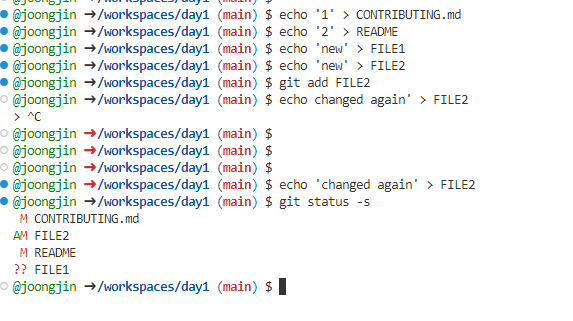 @joongjin ➜/workspaces/day1 (main) $ echo '1' > CONTRIBUTING.md
@joongjin ➜/workspaces/day1 (main) $ echo '2' > README
@joongjin ➜/workspaces/day1 (main) $ echo 'new' > FILE1
@joongjin ➜/workspaces/day1 (main) $ echo 'new' > FILE2
@joongjin ➜/workspaces/day1 (main) $ git add FILE2
@joongjin ➜/workspaces/day1 (main) $ echo changed again' > FILE2
> ^C
@joongjin ➜/workspaces/day1 (main) $
@joongjin ➜/workspaces/day1 (main) $
@joongjin ➜/workspaces/day1 (main) $
@joongjin ➜/workspaces/day1 (main) $ echo 'changed again' > FILE2
@joongjin ➜/workspaces/day1 (main) $ git status -s
 M CONTRIBUTING.md
AM FILE2
 M README
?? FILE1
@joongjin ➜/workspaces/day1 (main) $